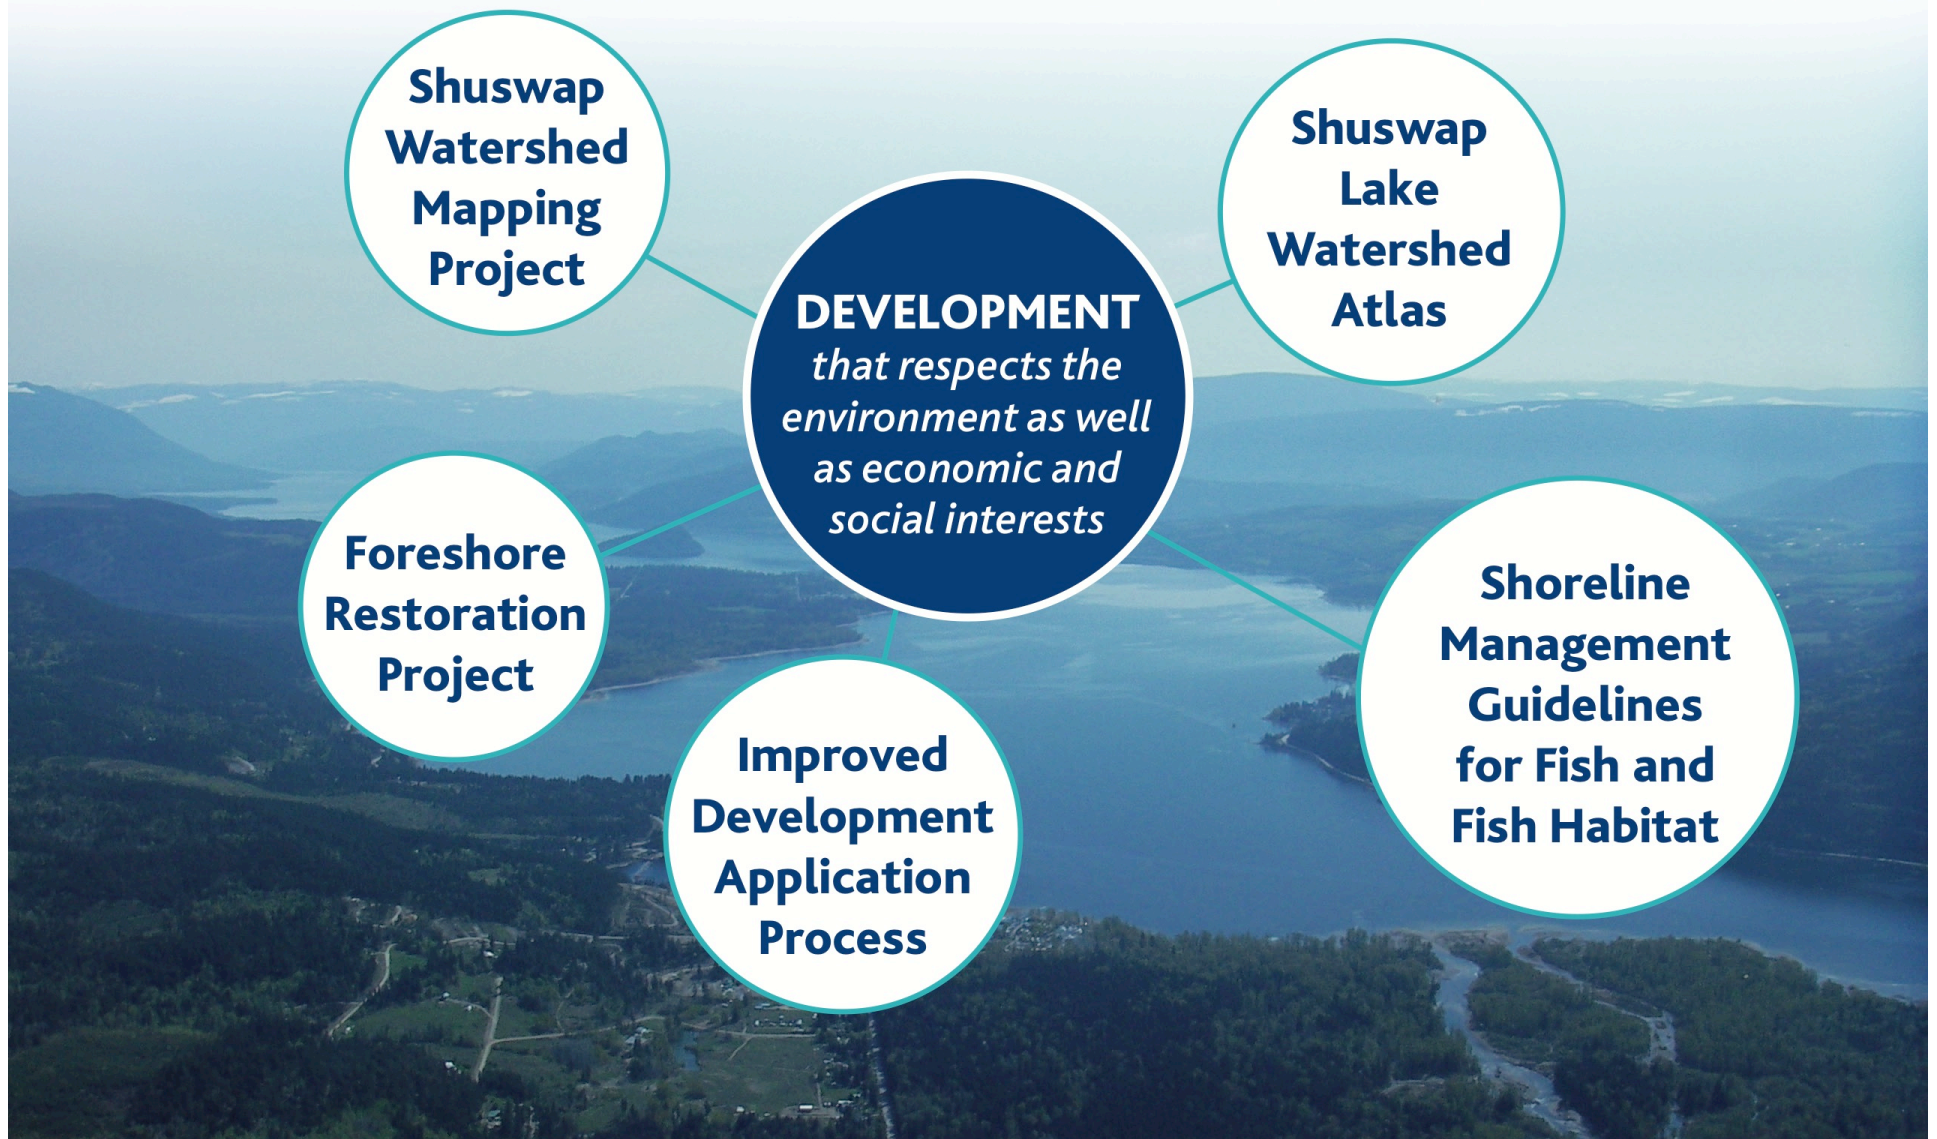 Shuswap
Watershed
Mapping
Project
Shuswap
Lake
Watershed
Atlas
DEVELOPMENT
that respects the
environment as well
as economic and
social interests
Foreshore
Restoration
Project
Improved
Development
Application
Process
Shoreline
Management
Guidelines
for Fish and
Fish Habitat